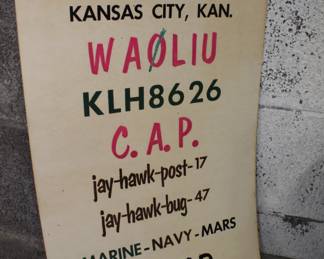 KANSAS CITY, KAN.
WAØLIU
KLH8626
C. A. P.
jay-hawk-post-17
jay-hawk-bug-47
MARINE-NAVY-MARS